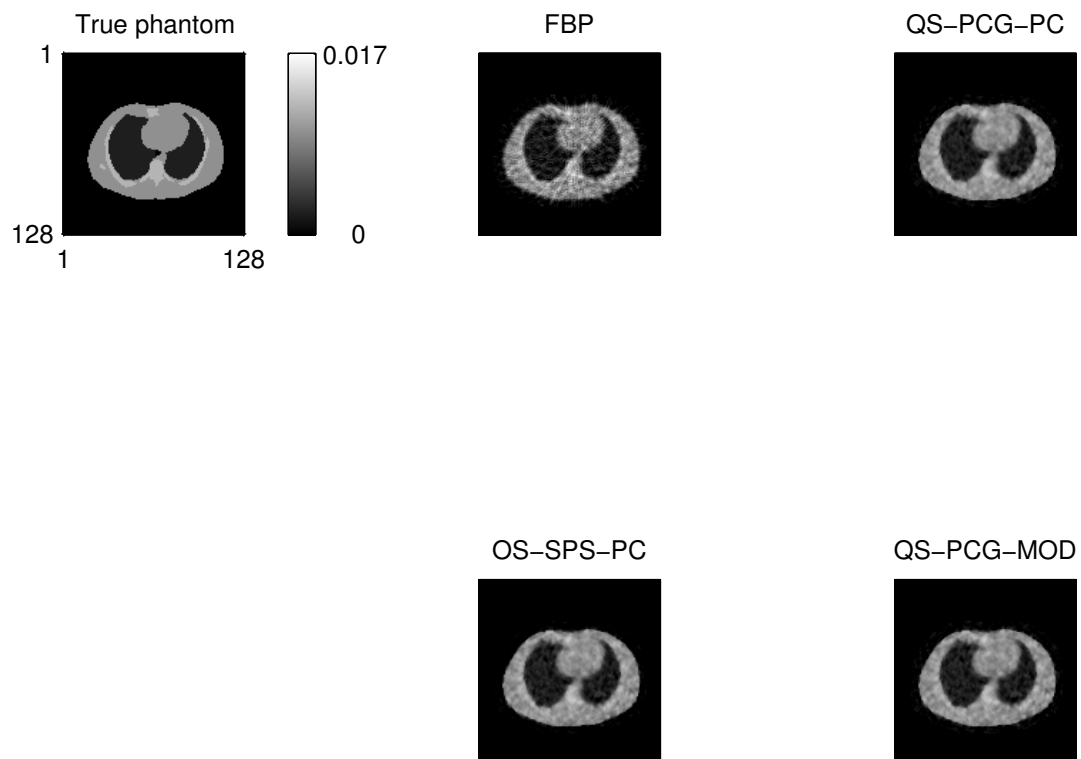 True phantom
FBP
QS−PCG−PC
1
0.017
128
0
1
128
OS−SPS−PC
QS−PCG−MOD